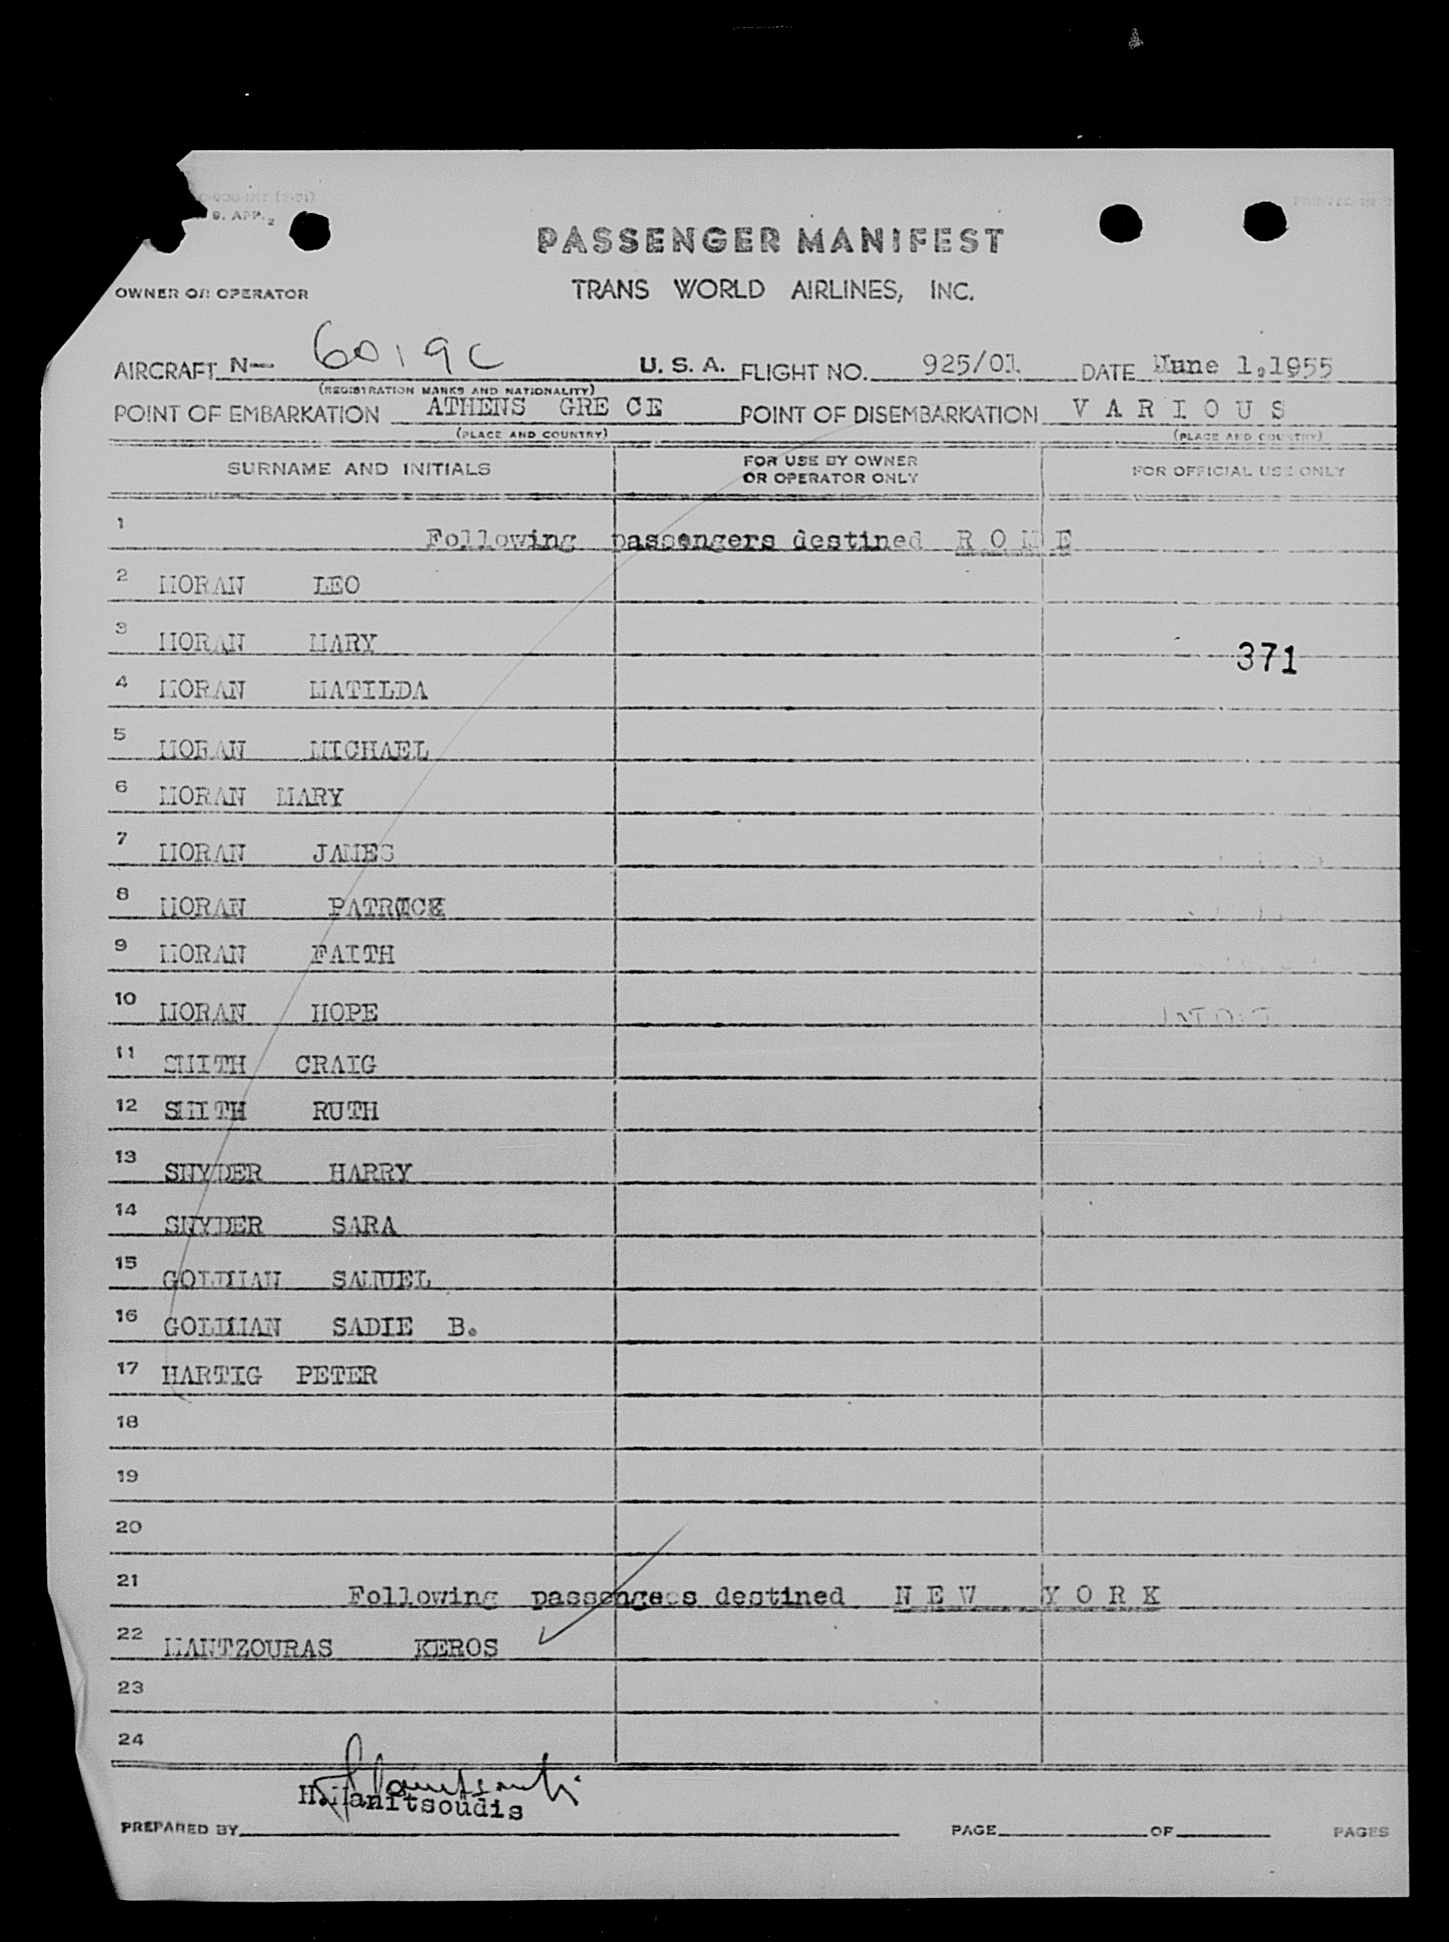 9. APP. 2
PASSENGER MANIFEST
OWNER OR OPERATOR TRANS WORLD AIRLINES, INC.
AIRCRAFT N— 6019C U. S. A. FLIGHT NO. 925/01 DATE June 1,1955
(REGISTRATION MARKS AND NATIONALITY)
POINT OF EMBARKATION ATHENS GRE CE POINT OF DISEMBARKATION V A R I O U S
(PLACE AND COUNTRY) (PLACE AND COUNTRY)
SURNAME AND INITIALS FOR USE BY OWNER OR OPERATOR ONLY FOR OFFICIAL USE ONLY
1 Following passengers destined R O M E
2 MORAN LEO
3 MORAN MARY
371
4 MORAN MATILDA
5 MORAN MICHAEL
6 MORAN MARY
7 MORAN JAMES
8 MORAN PATRICE
9 MORAN FAITH
10 MORAN HOPE
11 SMITH CRAIG
12 SMITH RUTH
13 SNYDER HARRY
14 SNYDER SARA
15 GOLDMAN SAMUEL
16 GOLDMAN SADIE B.
17 HARTIG PETER
18
19
20
21 Following passengers destined N E W Y O R K
22 MANTZOURAS KEROS
23
24
PREPARED BY PAGE OF PAGES